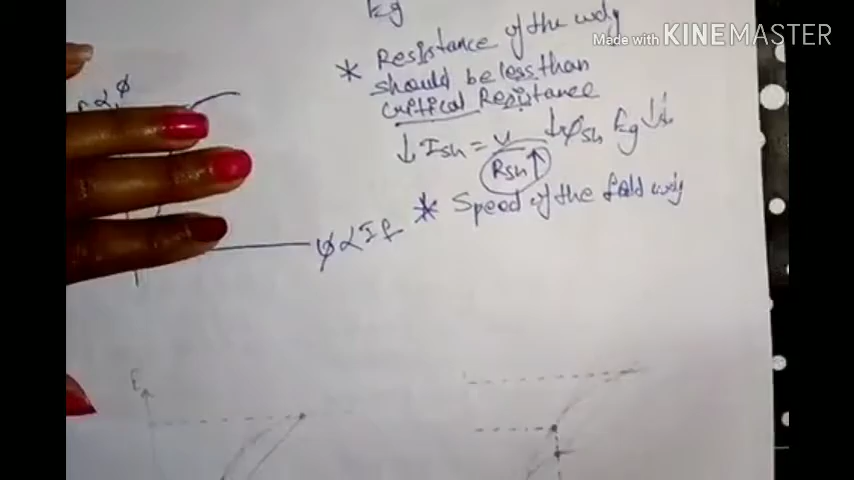 Eg
Made with KINEMASTER
* Resistance of the wdg
should be less than
critical Resistance
↓ Ish = V/Rsh↑ ↓φsh Eg↓
* Speed of the field wdg
φ α If
α φ
E